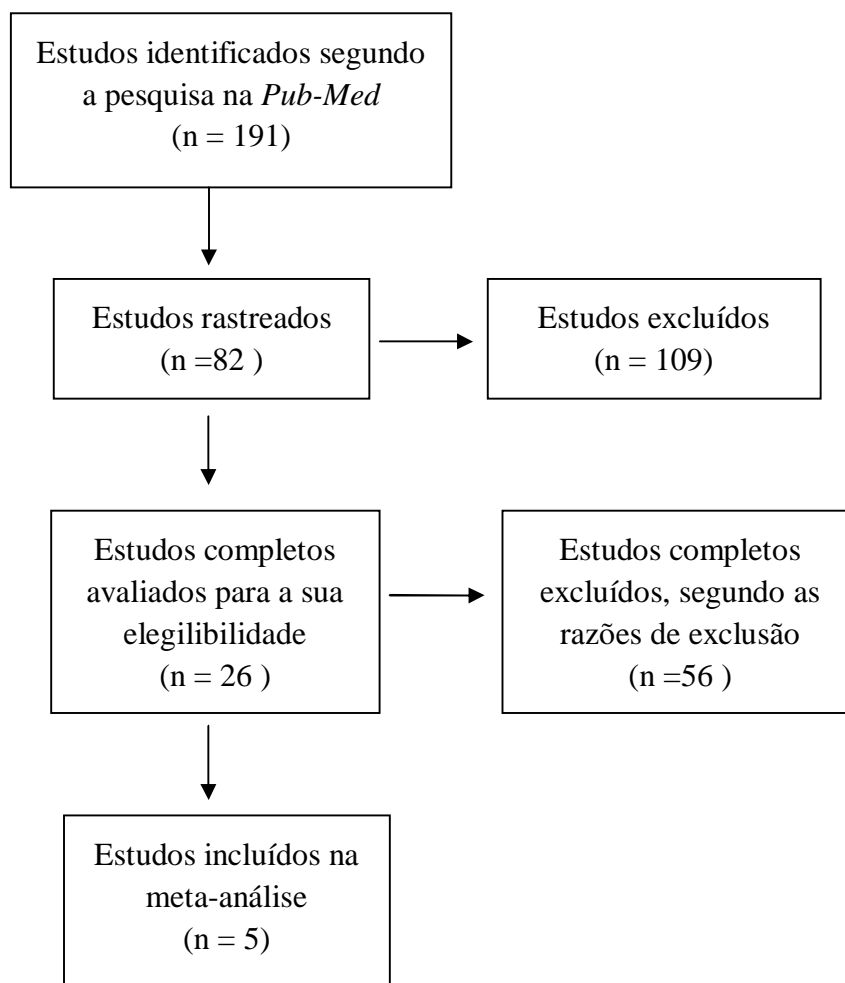 Estudos identificados segundo
a pesquisa na Pub-Med
(n = 191)
Estudos rastreados
(n =82 )
Estudos excluídos
(n = 109)
Estudos completos
avaliados para a sua
elegilibilidade
(n = 26 )
Estudos completos
excluídos, segundo as
razões de exclusão
(n =56 )
Estudos incluídos na
meta-análise
(n = 5)